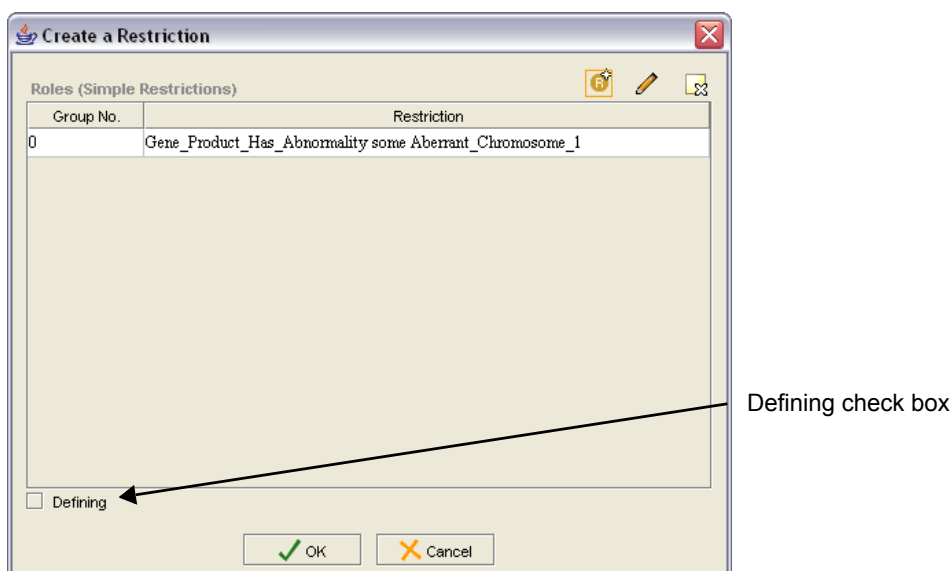 Create a Restriction
Roles (Simple Restrictions)
R
Group No. Restriction
0 Gene_Product_Has_Abnormality some Aberrant_Chromosome_1
Defining check box
Defining
OK Cancel